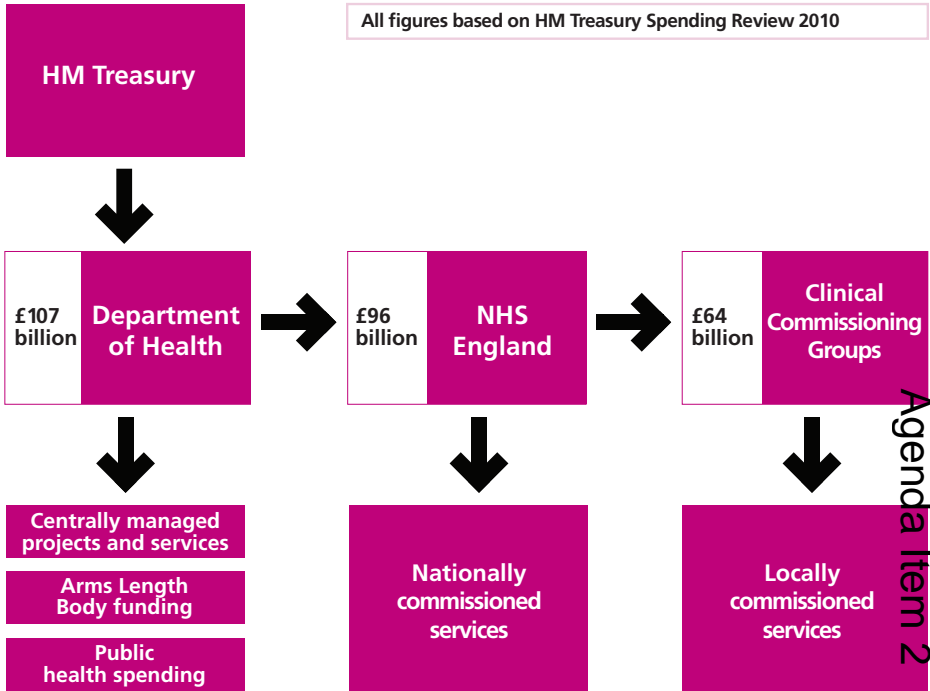 All figures based on HM Treasury Spending Review 2010
HM Treasury
£107
billion
Department
of Health
£96
billion
NHS
England
£64
billion
Clinical
Commissioning
Groups
Centrally managed
projects and services
Arms Length
Body funding
Public
health spending
Nationally
commissioned
services
Locally
commissioned
services
Agenda Item 2